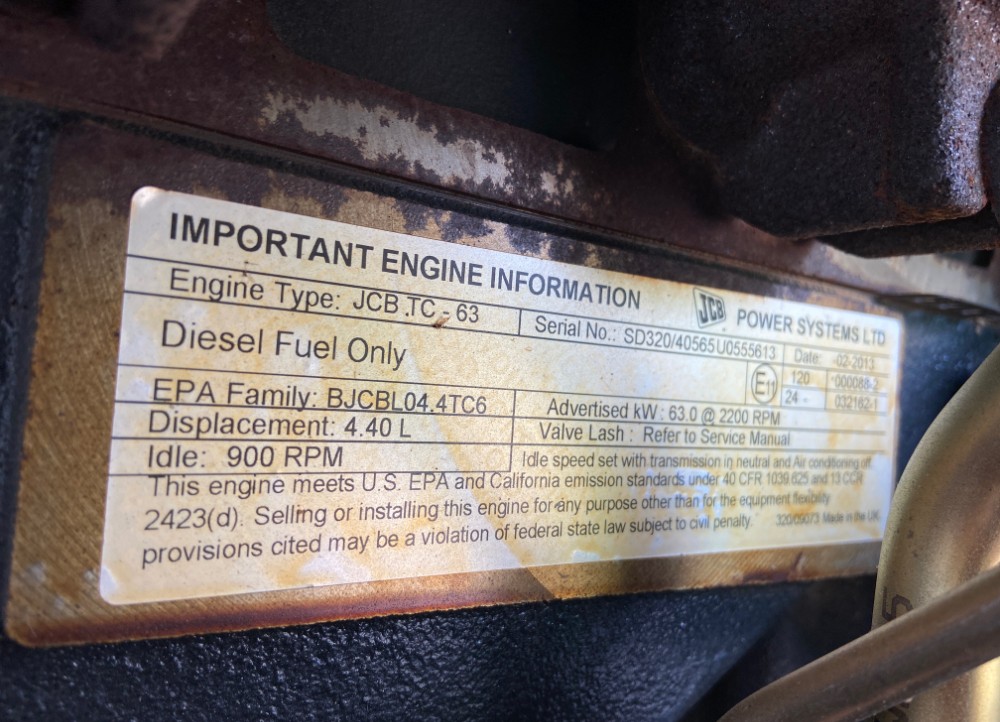 IMPORTANT ENGINE INFORMATION JCB POWER SYSTEMS LTD
Engine Type: JCB TC - 63 Serial No.: SD320/40565U0555613 Date: -02-2013
Diesel Fuel Only E11 120 000088-2
24 - 032162-1
EPA Family: BJCBL04.4TC6 Advertised kW : 63.0 @ 2200 RPM
Displacement: 4.40 L Valve Lash : Refer to Service Manual
Idle: 900 RPM Idle speed set with transmission in neutral and Air conditioning off.
This engine meets U.S. EPA and California emission standards under 40 CFR 1039.625 and 13 CCR
2423(d). Selling or installing this engine for any purpose other than for the equipment flexibility
provisions cited may be a violation of federal state law subject to civil penalty. 320/09073 Made in the UK.